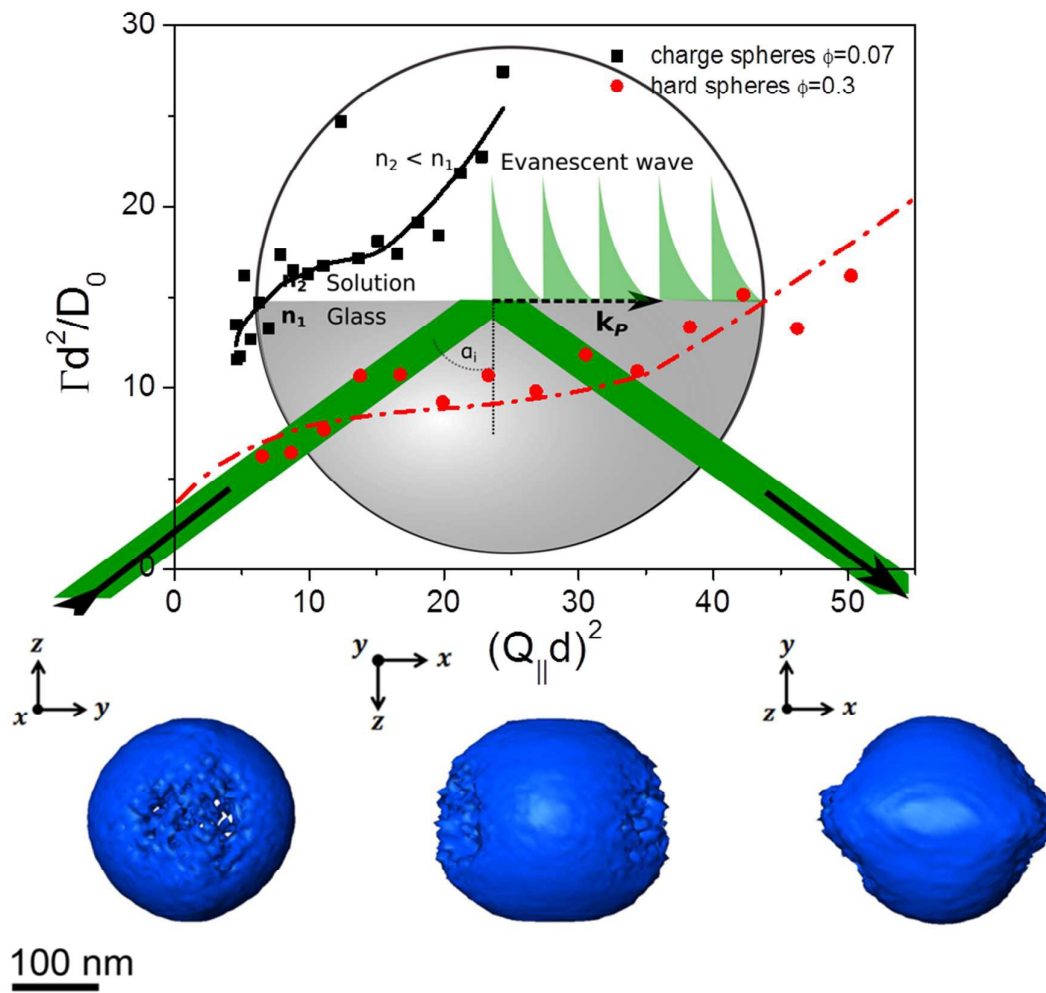 30
20
10
0
Γd²/D₀
charge spheres ϕ=0.07
hard spheres ϕ=0.3
n₂ < n₁
Evanescent wave
n₂ Solution
n₁ Glass
αᵢ
k_P
0 10 20 30 40 50
(Q_||d)²
z
x y
y x
z
y
z x
100 nm